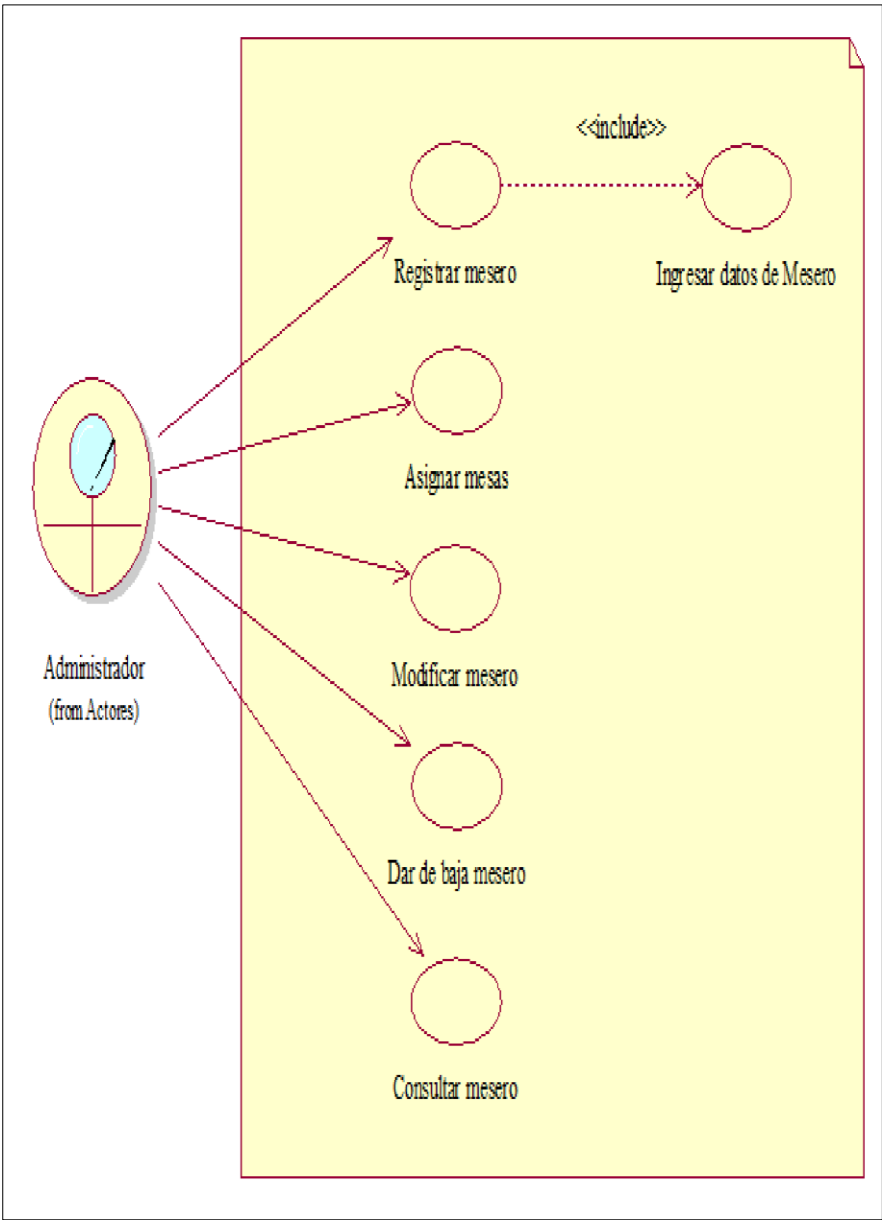 <<include>>
Registrar mesero
Ingresar datos de Mesero
Asignar mesas
Administrador
(from Actores)
Modificar mesero
Dar de baja mesero
Consultar mesero